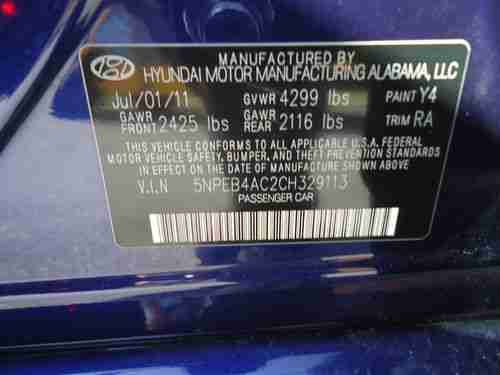 MANUFACTURED BY
HYUNDAI MOTOR MANUFACTURING ALABAMA, LLC
Jul/01/11 GVWR 4299 lbs PAINT Y4
GAWR FRONT 2425 lbs GAWR REAR 2116 lbs TRIM RA
THIS VEHICLE CONFORMS TO ALL APPLICABLE U.S.A. FEDERAL
MOTOR VEHICLE SAFETY, BUMPER, AND THEFT PREVENTION
STANDARDS IN EFFECT ON THE DATE OF MANUFACTURE SHOWN ABOVE
V.I.N 5NPEB4AC2CH329113
PASSENGER CAR